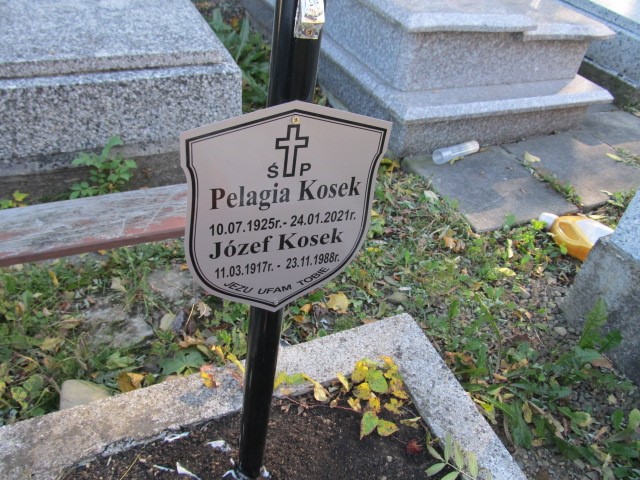 Ś P
Pelagia Kosek
10.07.1925r.- 24.01.2021r.
Józef Kosek
11.03.1917r. - 23.11.1988r.
JEZU UFAM TOBIE